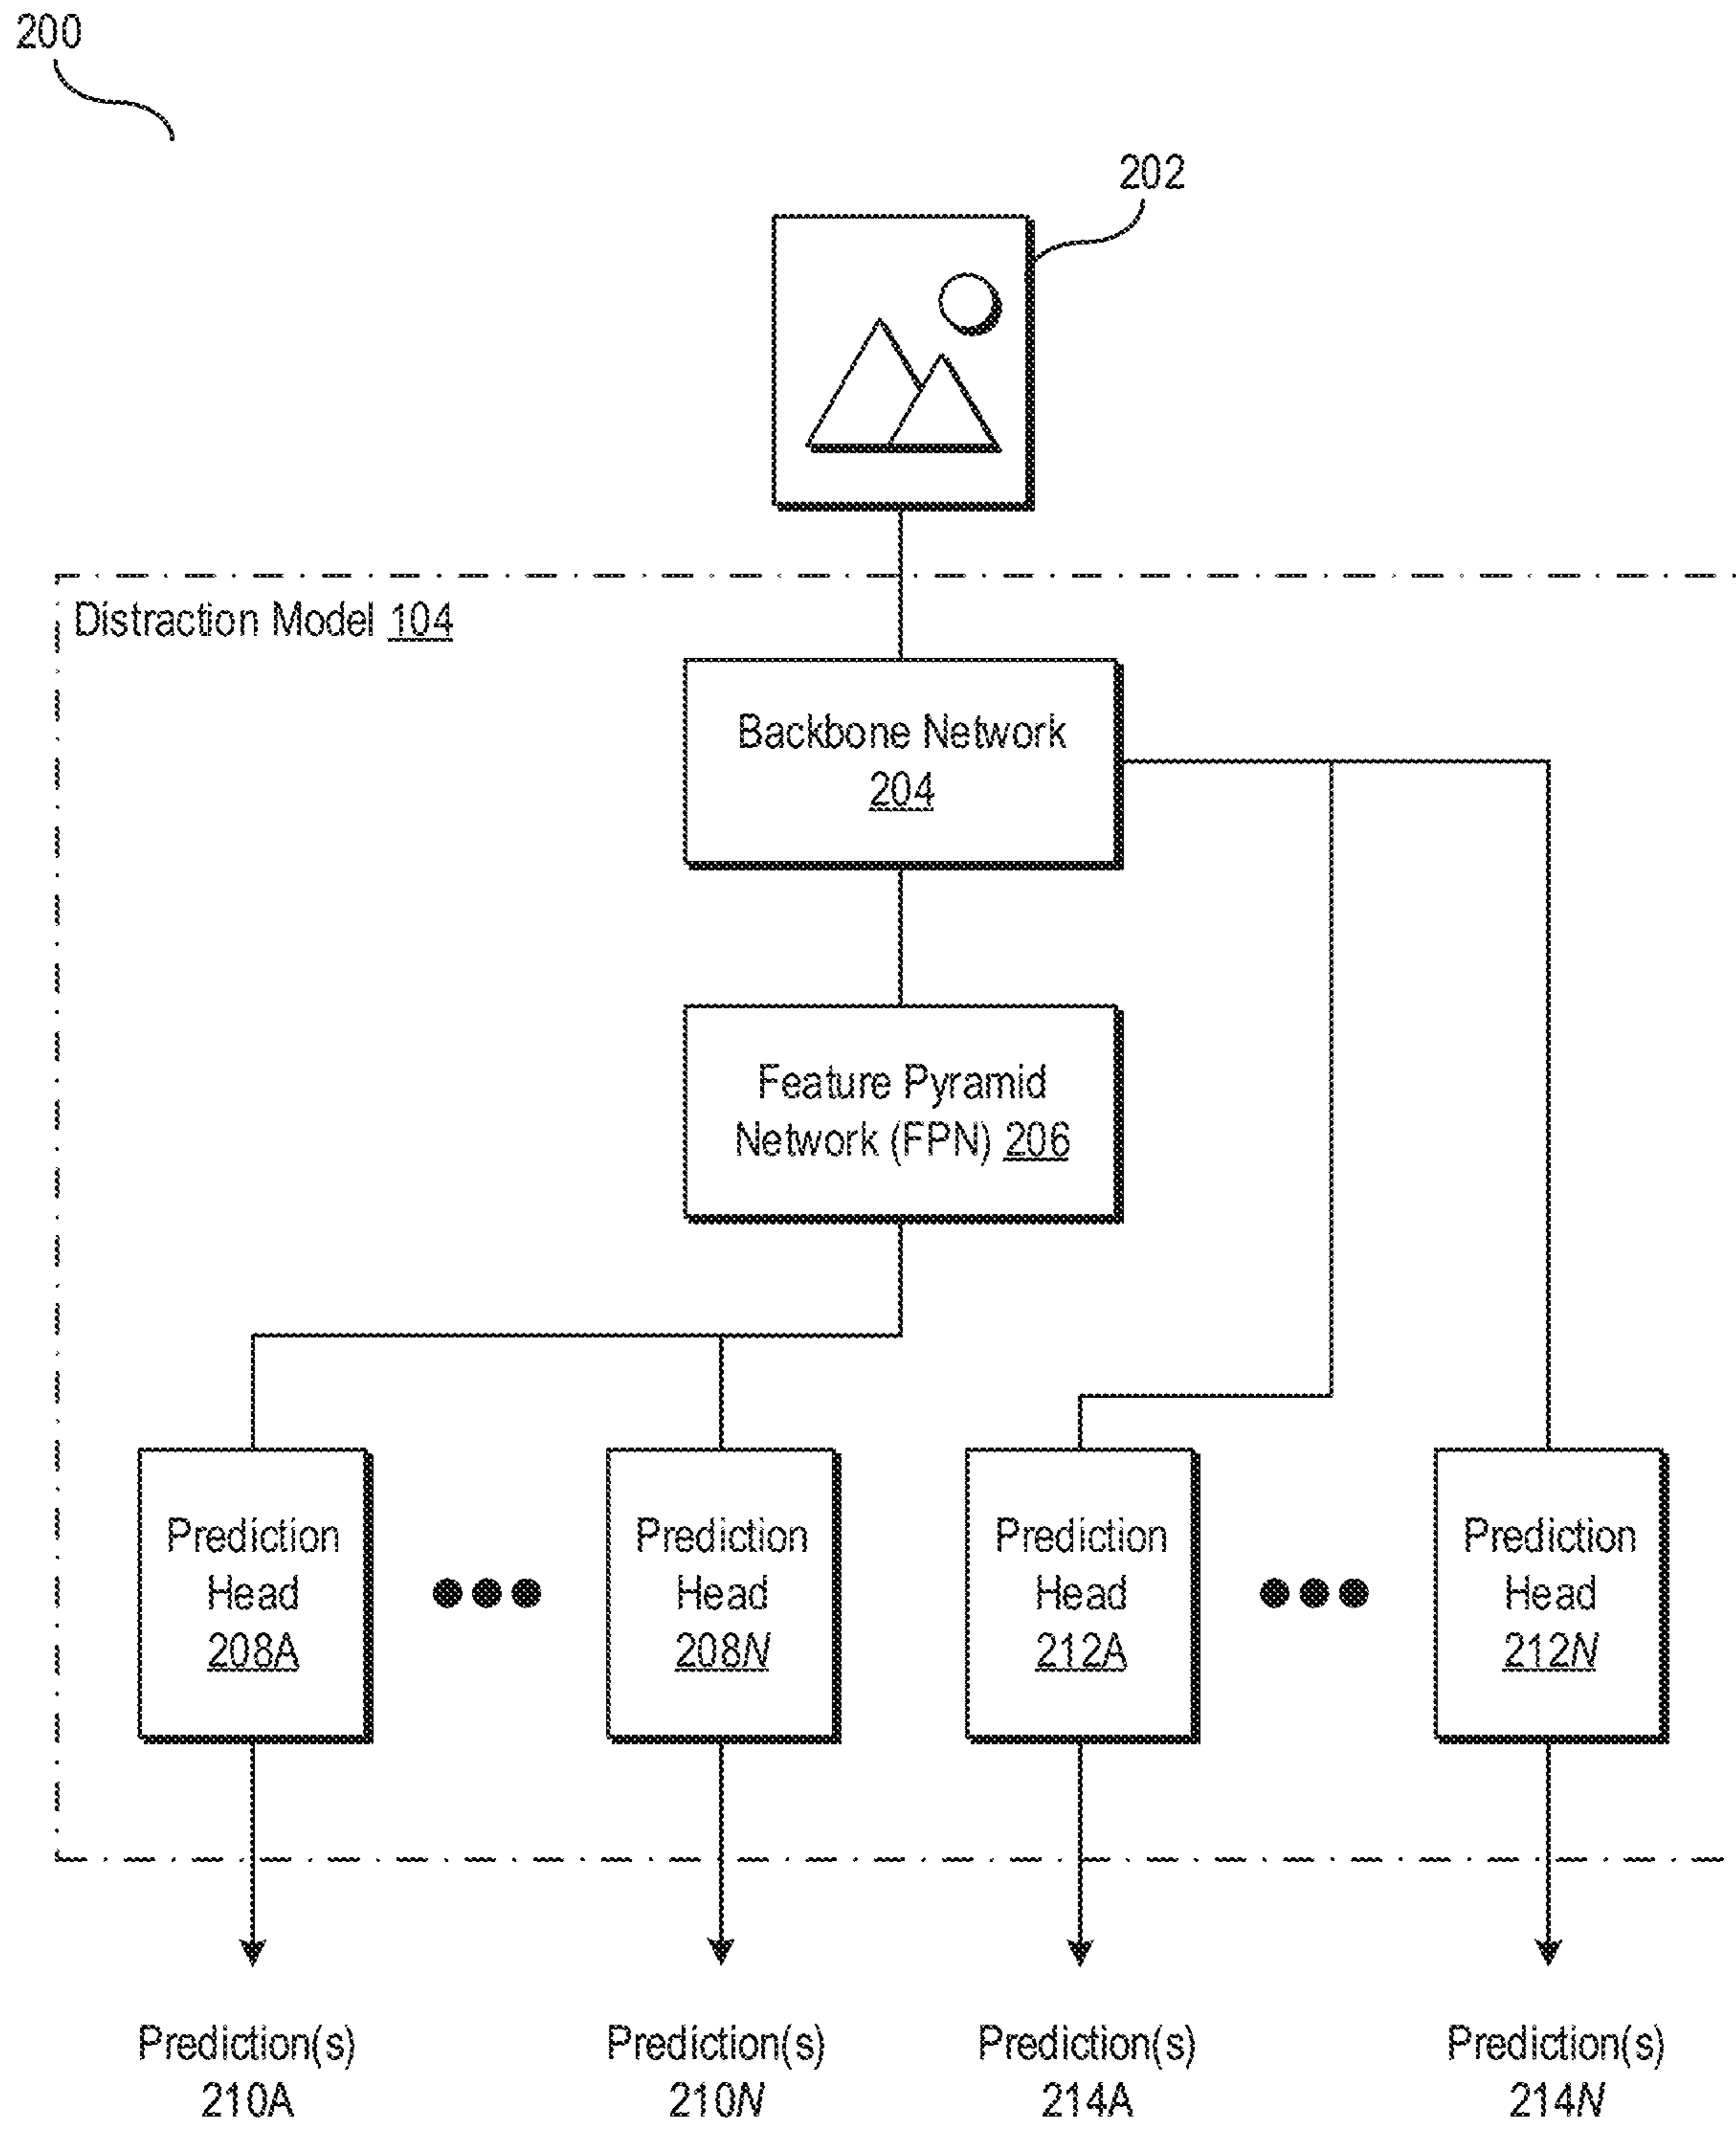 200
202
Distraction Model 104
Backbone Network
204
Feature Pyramid
Network (FPN) 206
Prediction
Head
208A
Prediction
Head
208N
Prediction
Head
212A
Prediction
Head
212N
Prediction(s)
210A
Prediction(s)
210N
Prediction(s)
214A
Prediction(s)
214N